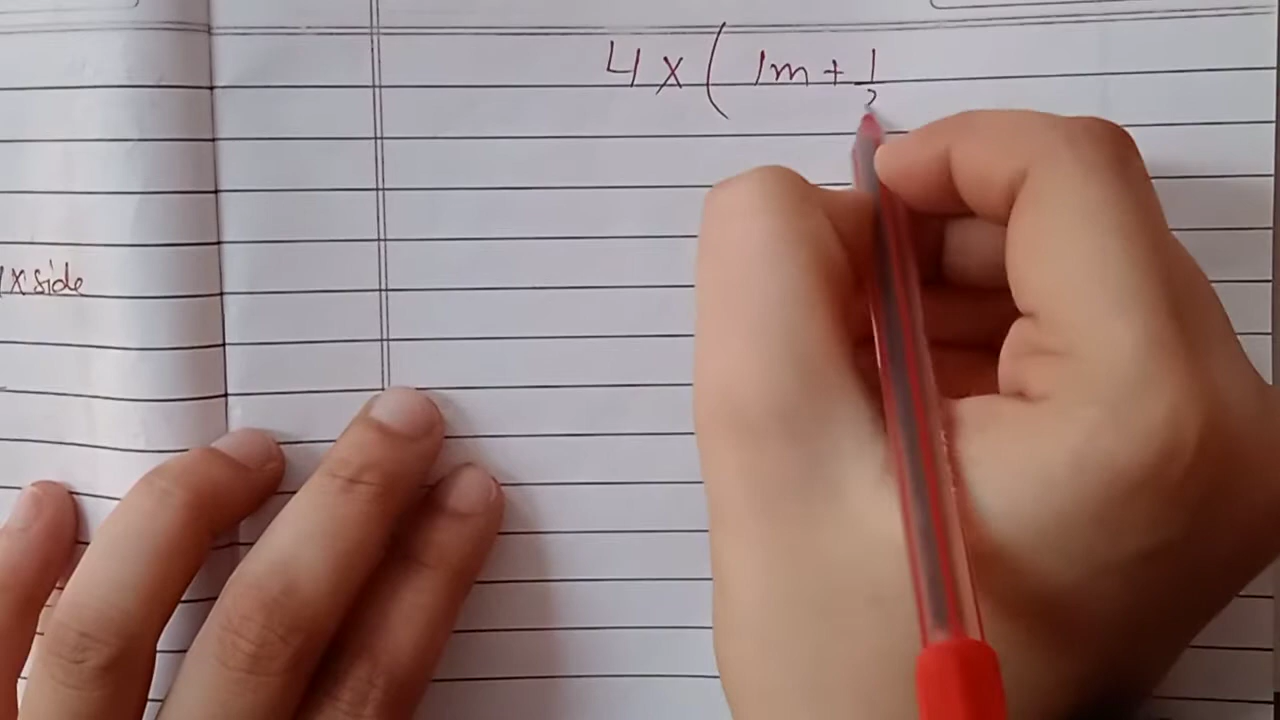 4 x ( 1m + 1/2
x side